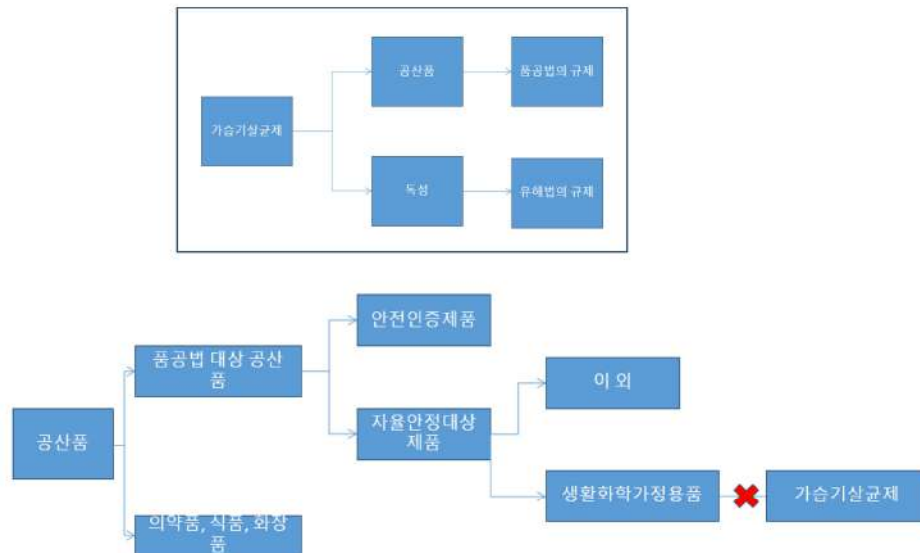 공산품
품공법의 규제
가습기살균제
독성
유해법의 규제
안전인증제품
품공법 대상 공산
품
이 외
공산품
자율안정대상
제품
생활화학가정용품
가습기살균제
의약품, 식품, 화장
품